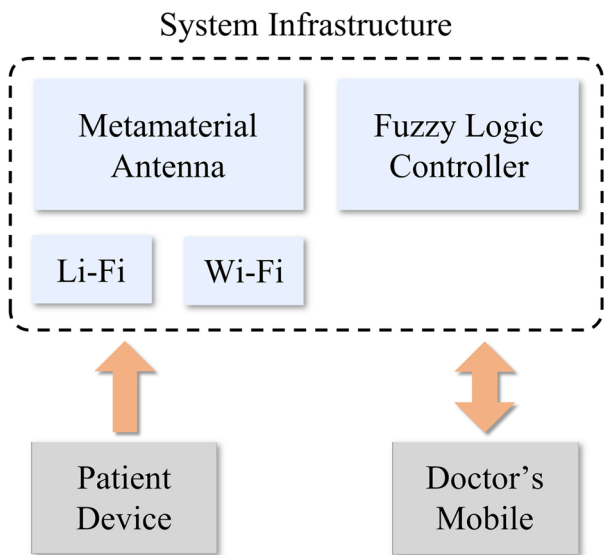 System Infrastructure
Metamaterial
Antenna
Fuzzy Logic
Controller
Li-Fi
Wi-Fi
Patient
Device
Doctor’s
Mobile